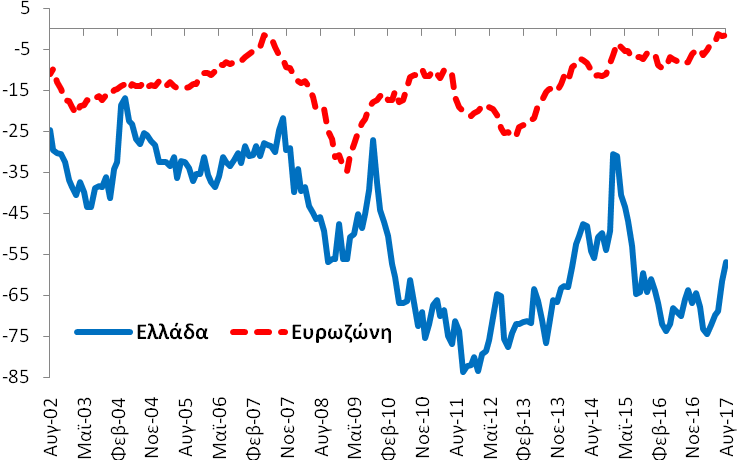 5
-5
-15
-25
-35
-45
-55
-65
-75
-85
Ελλάδα
Ευρωζώνη
Αυγ-02
Μαϊ-03
Φεβ-04
Νοε-04
Αυγ-05
Μαϊ-06
Φεβ-07
Νοε-07
Αυγ-08
Μαϊ-09
Φεβ-10
Νοε-10
Αυγ-11
Μαϊ-12
Φεβ-13
Νοε-13
Αυγ-14
Μαϊ-15
Φεβ-16
Νοε-16
Αυγ-17